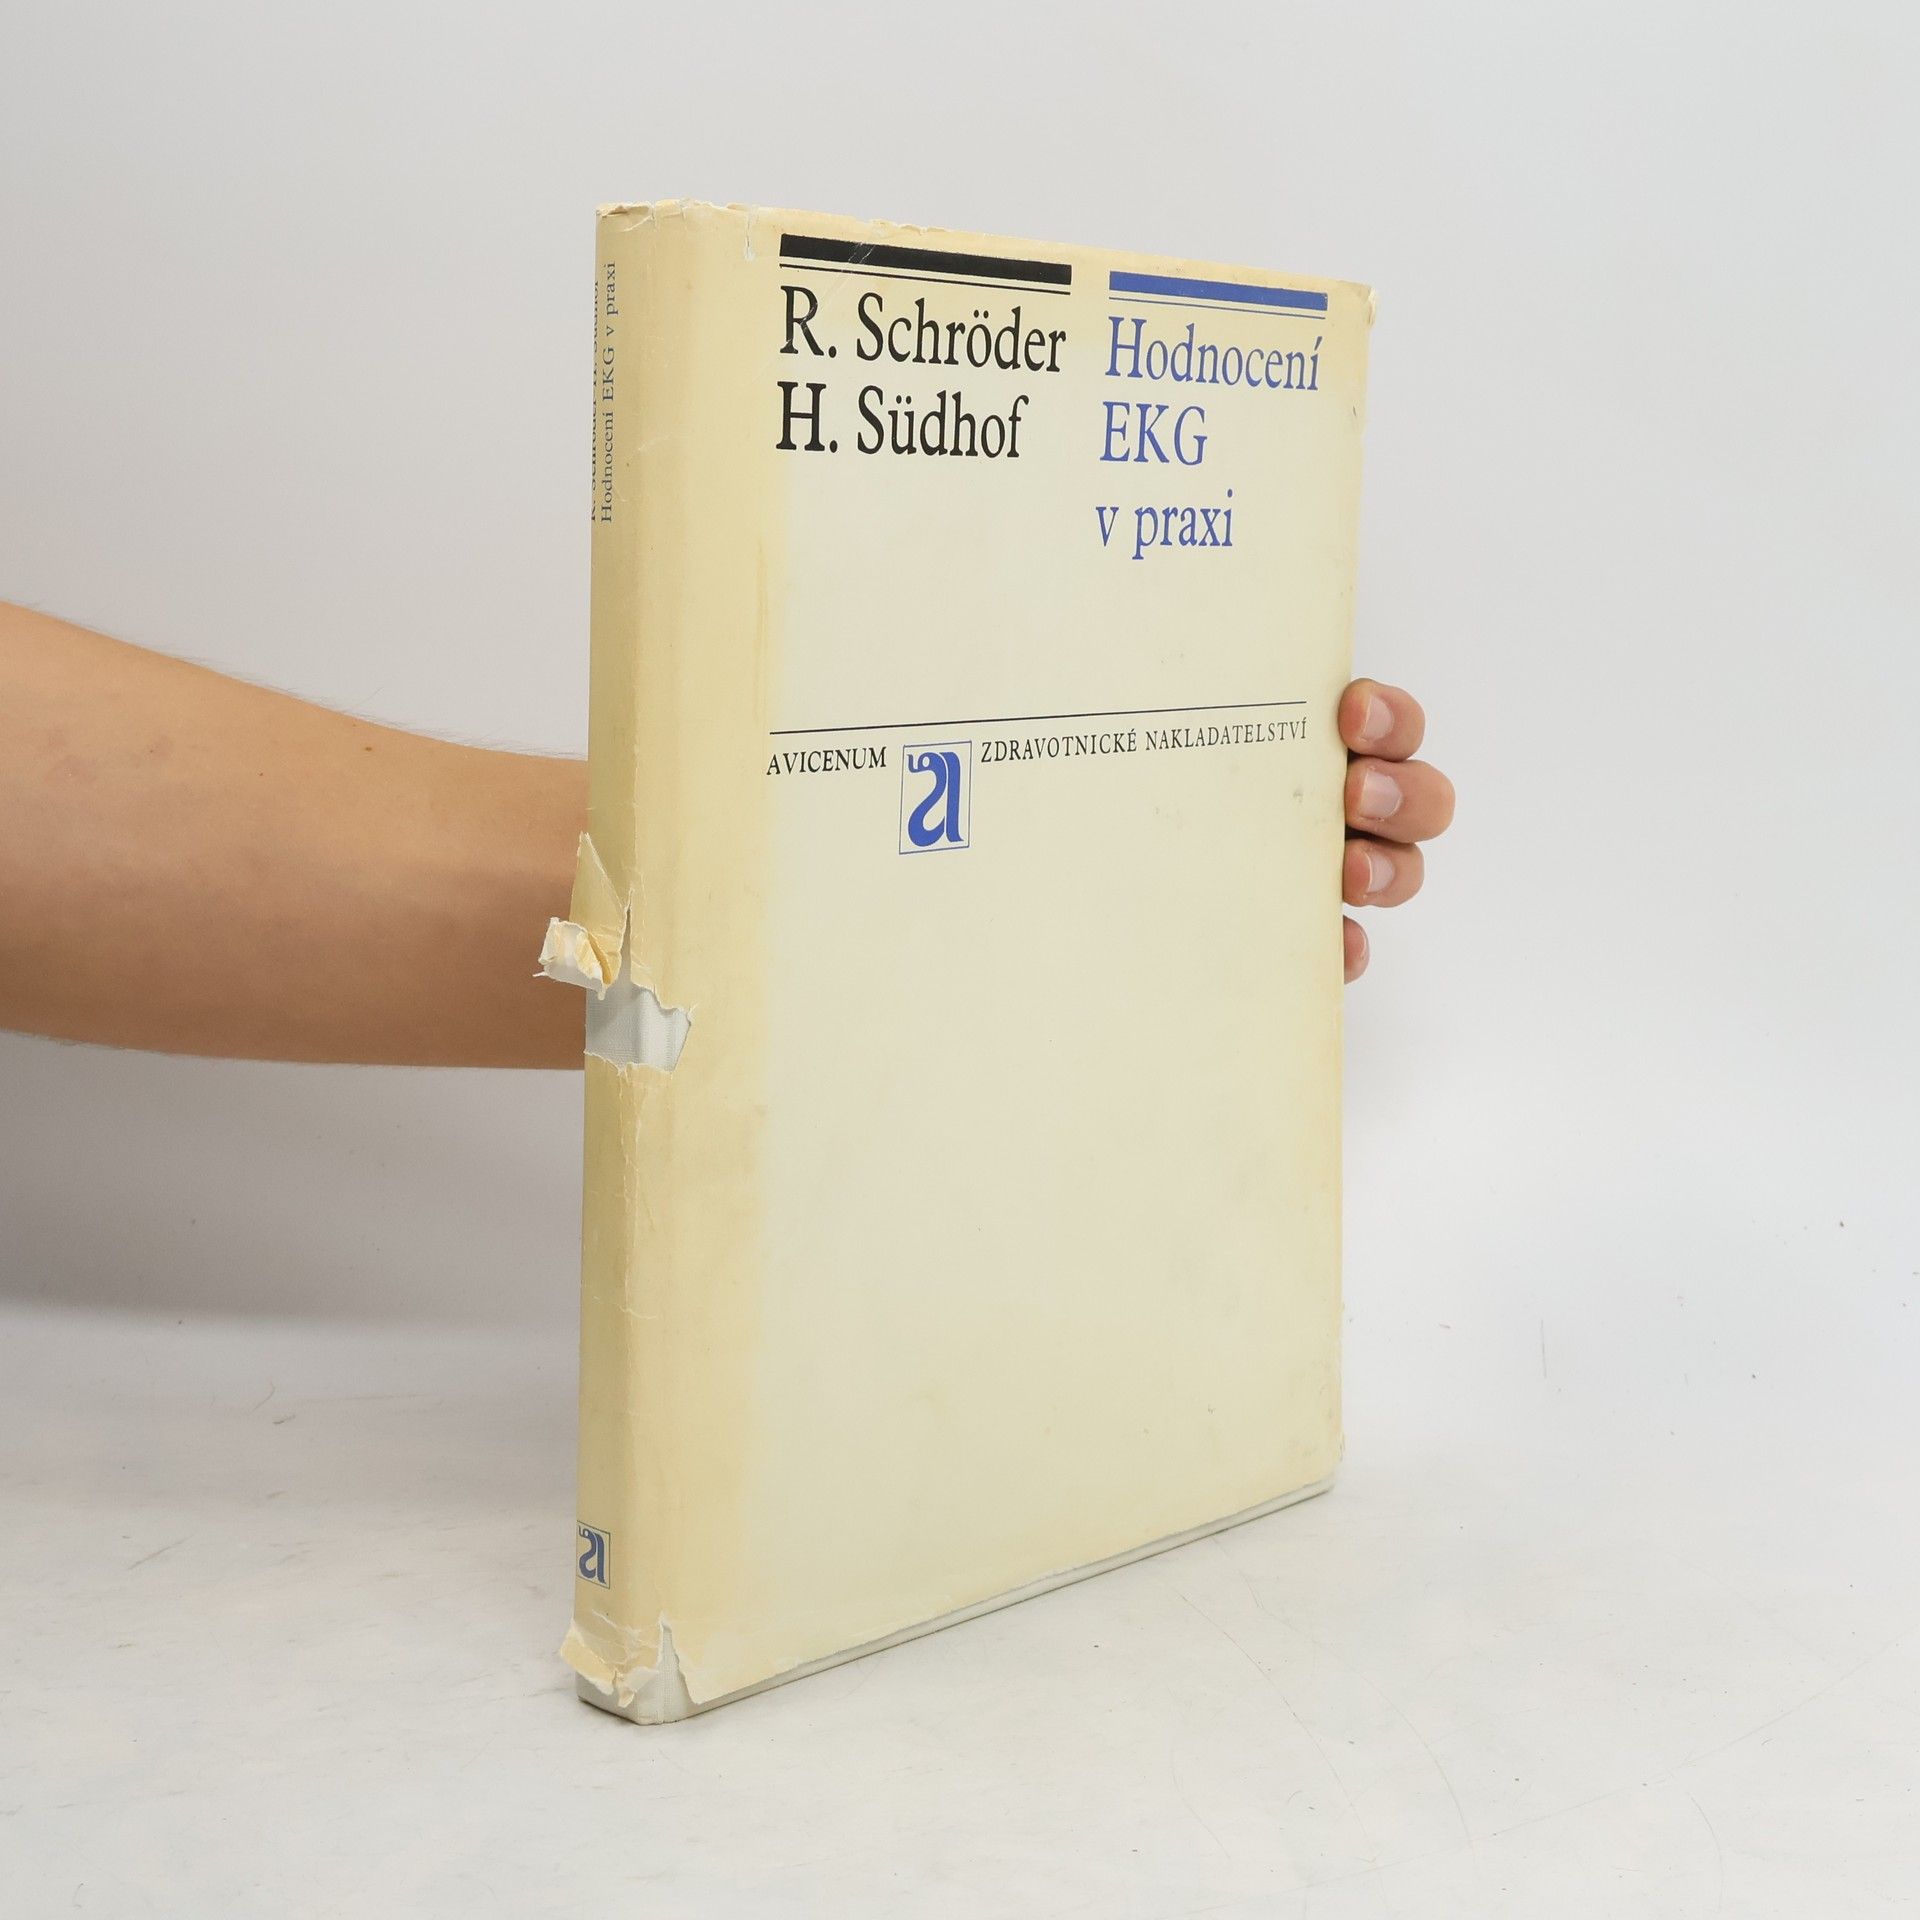 R. Schröder
H. Südhof
Hodnocení
EKG
v praxi
AVICENUM a ZDRAVOTNICKÉ NAKLADATELSTVÍ
R. Schröder H. Südhof
Hodnocení EKG v praxi
a